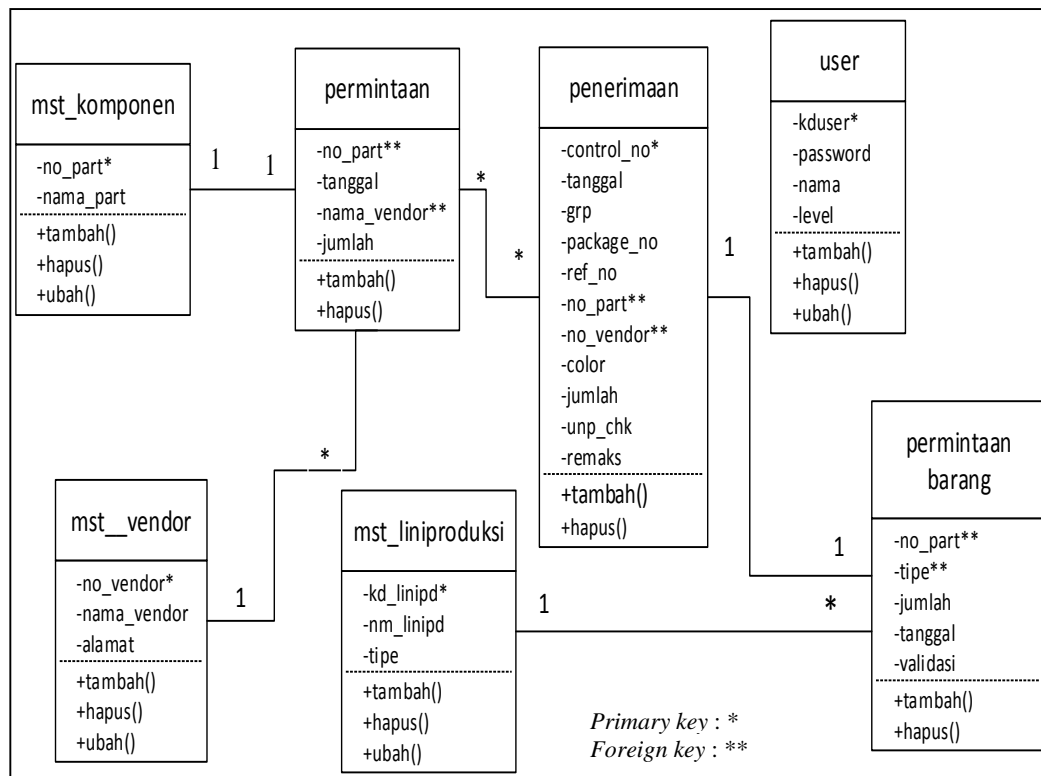 mst_komponen
-no_part*
-nama_part
+tambah()
+hapus()
+ubah()
1
1
permintaan
-no_part**
-tanggal
-nama_vendor**
-jumlah
+tambah()
+hapus()
*
*
penerimaan
-control_no*
-tanggal
-grp
-package_no
-ref_no
-no_part**
-no_vendor**
-color
-jumlah
-unp_chk
-remaks
+tambah()
+hapus()
1
user
-kduser*
-password
-nama
-level
+tambah()
+hapus()
+ubah()
*
mst__vendor
-no_vendor*
-nama_vendor
-alamat
+tambah()
+hapus()
+ubah()
1
mst_liniproduksi
-kd_linipd*
-nm_linipd
-tipe
+tambah()
+hapus()
+ubah()
1
1
*
permintaan
barang
-no_part**
-tipe**
-jumlah
-tanggal
-validasi
+tambah()
+hapus()
Primary key : *
Foreign key : **